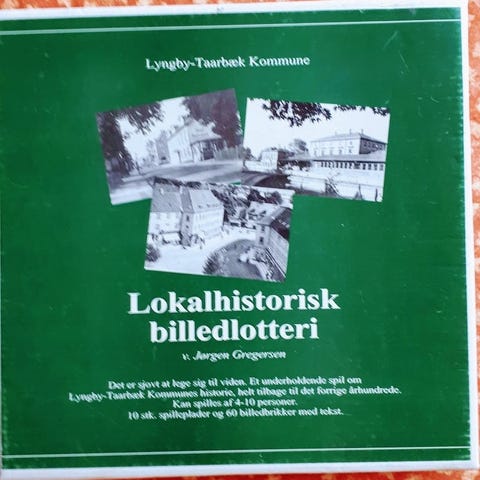 Lyngby-Taarbæk Kommune
Lokalhistorisk
billedlotteri
v. Jørgen Gregersen
Det er sjovt at lege sig til viden. Et underholdende spil om
Lyngby-Taarbæk Kommunes historie, helt tilbage til det forrige århundrede.
Kan spilles af 4-10 personer.
10 stk. spilleplader og 60 billedbrikker med tekst.